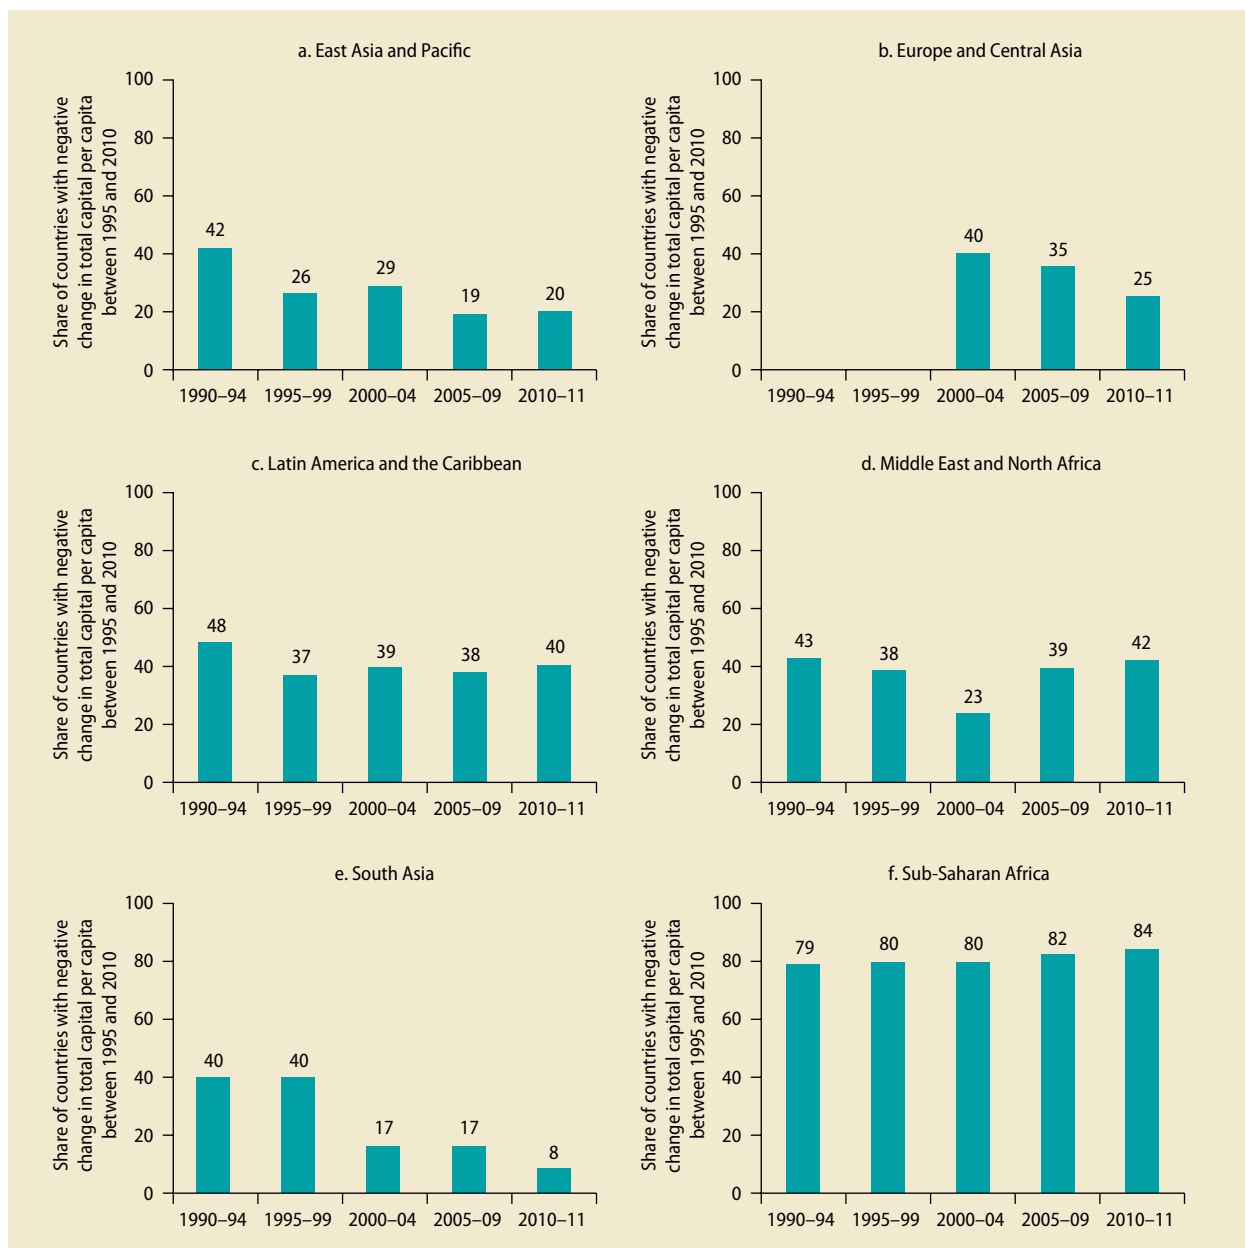 a. East Asia and Pacific
Share of countries with negative
change in total capital per capita
between 1995 and 2010
100
80
60
40
20
0
42
26
29
19
20
1990–94 1995–99 2000–04 2005–09 2010–11
b. Europe and Central Asia
Share of countries with negative
change in total capital per capita
between 1995 and 2010
100
80
60
40
20
0
40
35
25
1990–94 1995–99 2000–04 2005–09 2010–11
c. Latin America and the Caribbean
Share of countries with negative
change in total capital per capita
between 1995 and 2010
100
80
60
40
20
0
48
37
39
38
40
1990–94 1995–99 2000–04 2005–09 2010–11
d. Middle East and North Africa
Share of countries with negative
change in total capital per capita
between 1995 and 2010
100
80
60
40
20
0
43
38
23
39
42
1990–94 1995–99 2000–04 2005–09 2010–11
e. South Asia
Share of countries with negative
change in total capital per capita
between 1995 and 2010
100
80
60
40
20
0
40
40
17
17
8
1990–94 1995–99 2000–04 2005–09 2010–11
f. Sub-Saharan Africa
Share of countries with negative
change in total capital per capita
between 1995 and 2010
100
80
60
40
20
0
79
80
80
82
84
1990–94 1995–99 2000–04 2005–09 2010–11